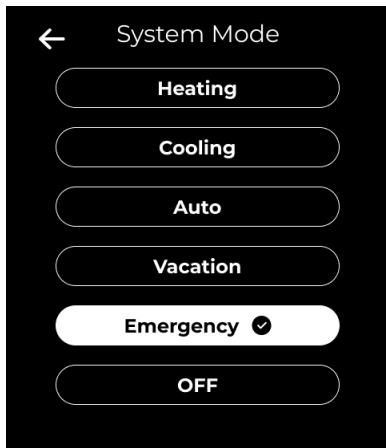 System Mode
Heating
Cooling
Auto
Vacation
Emergency
OFF